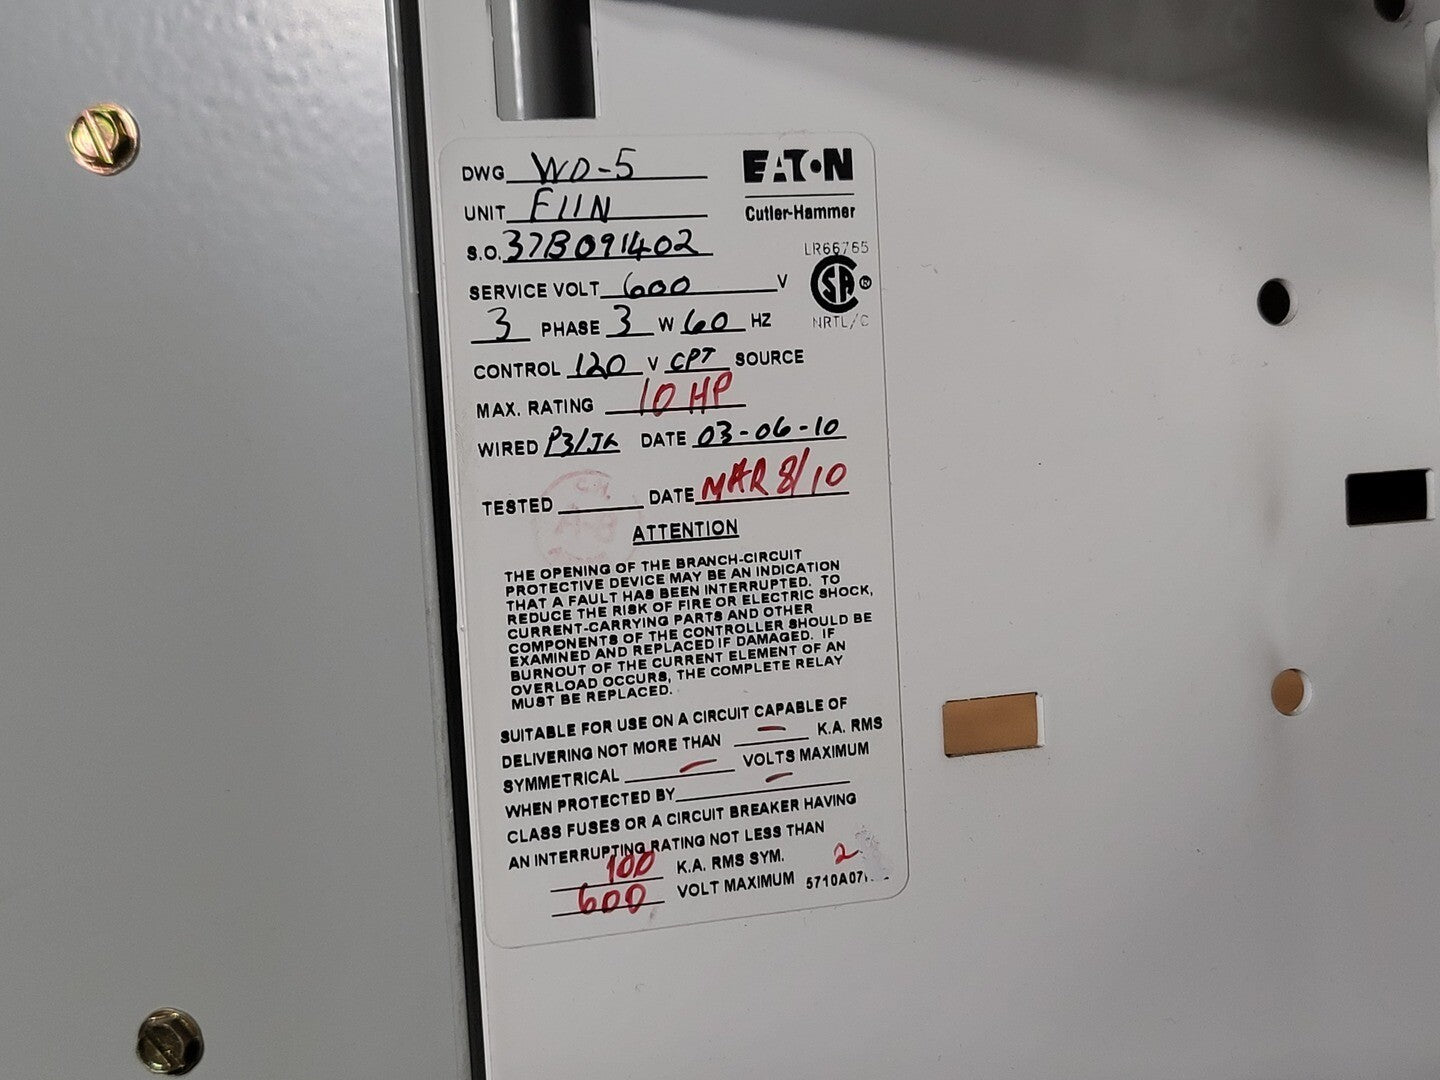 DWG WD-5
UNIT F11N
S.O. 37B091402
EATON
Cutler-Hammer
LR66765
SA ®
NRTL/C
SERVICE VOLT 600 V
3 PHASE 3 W 60 HZ
CONTROL 120 V CPT SOURCE
MAX. RATING 10 HP
WIRED DATE 03-06-10
TESTED DATE MAR 8/10
ATTENTION
THE OPENING OF THE BRANCH-CIRCUIT
PROTECTIVE DEVICE MAY BE AN INDICATION
THAT A FAULT HAS BEEN INTERRUPTED. TO
REDUCE THE RISK OF FIRE OR ELECTRIC SHOCK,
CURRENT-CARRYING PARTS AND OTHER
COMPONENTS OF THE CONTROLLER SHOULD BE
EXAMINED AND REPLACED IF DAMAGED. IF
BURNOUT OF THE CURRENT ELEMENT OF AN
OVERLOAD OCCURS, THE COMPLETE RELAY
MUST BE REPLACED.
SUITABLE FOR USE ON A CIRCUIT CAPABLE OF
DELIVERING NOT MORE THAN – K.A. RMS
SYMMETRICAL – VOLTS MAXIMUM
WHEN PROTECTED BY –
CLASS FUSES OR A CIRCUIT BREAKER HAVING
AN INTERRUPTING RATING NOT LESS THAN
100 K.A. RMS SYM. 2
600 VOLT MAXIMUM